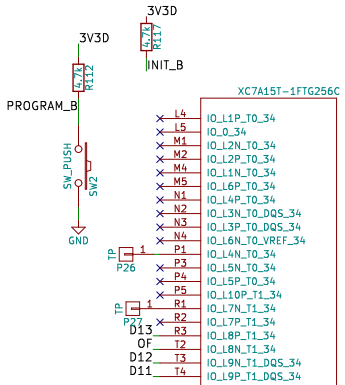 3V3D
4.7k
R117
INIT_B
3V3D
4.7k
R112
PROGRAM_B
SW_PUSH
SW2
GND
XC7A15T-1FTG256C
L4 IO_L1P_T0_34
L5 IO_0_34
M1 IO_L2N_T0_34
M2 IO_L2P_T0_34
M4 IO_L1N_T0_34
M5 IO_L6P_T0_34
N1 IO_L4P_T0_34
N2 IO_L3N_T0_DQS_34
N3 IO_L3P_T0_DQS_34
N4 IO_L6N_T0_VREF_34
TP P26 1 P1 IO_L4N_T0_34
P3 IO_L5N_T0_34
P4 IO_L5P_T0_34
P5 IO_L10P_T1_34
TP P27 1 R1 IO_L7N_T1_34
R2 IO_L7P_T1_34
D13 R3 IO_L8P_T1_34
OF T2 IO_L8N_T1_34
D12 T3 IO_L9N_T1_DQS_34
D11 T4 IO_L9P_T1_DQS_34